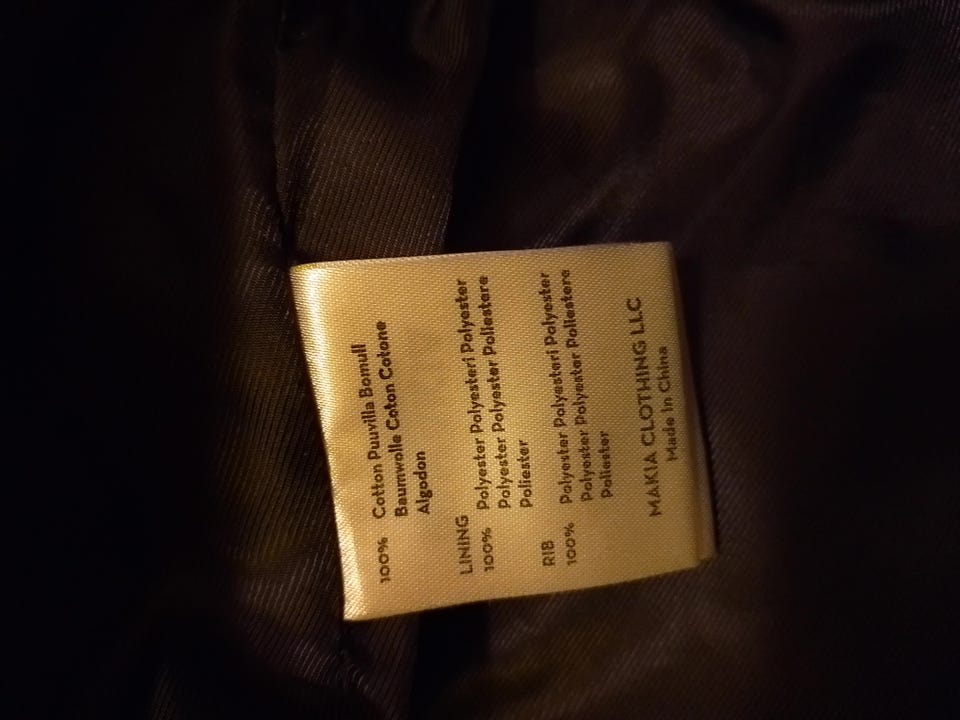 100% Cotton Puuvilla Bomull
Baumwolle Coton Cotone
Algodon
LINING
100% Polyester Polyesteri Polyester
Polyester Polyester Poliestere
Poliester
RIB
100% Polyester Polyesteri Polyester
Polyester Polyester Poliestere
Poliester
MAKIA CLOTHING LLC
Made in China